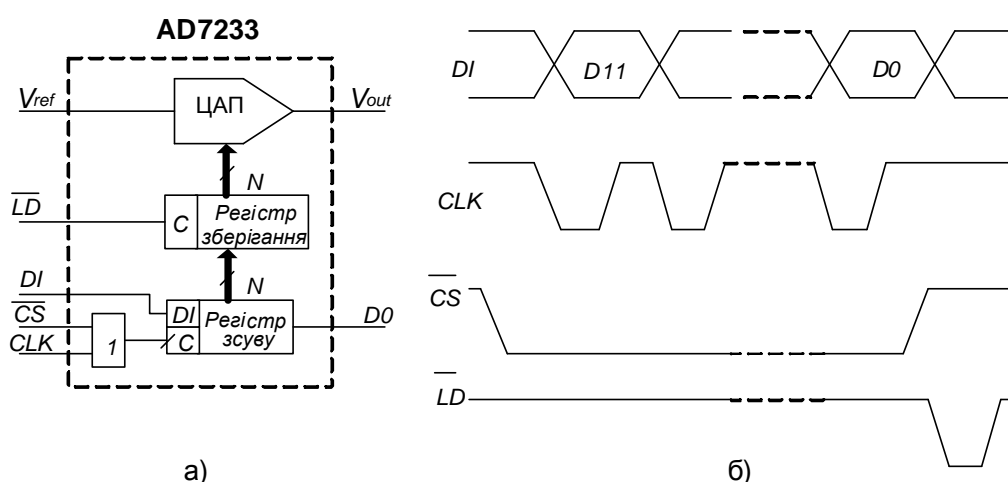 AD7233
Vref
ЦАП
Vout
N
LD
C
Регістр
зберігання
N
DI
CS
CLK
1
DI
C
Регістр
зсуву
D0
а)
DI
D11
D0
CLK
CS
LD
б)